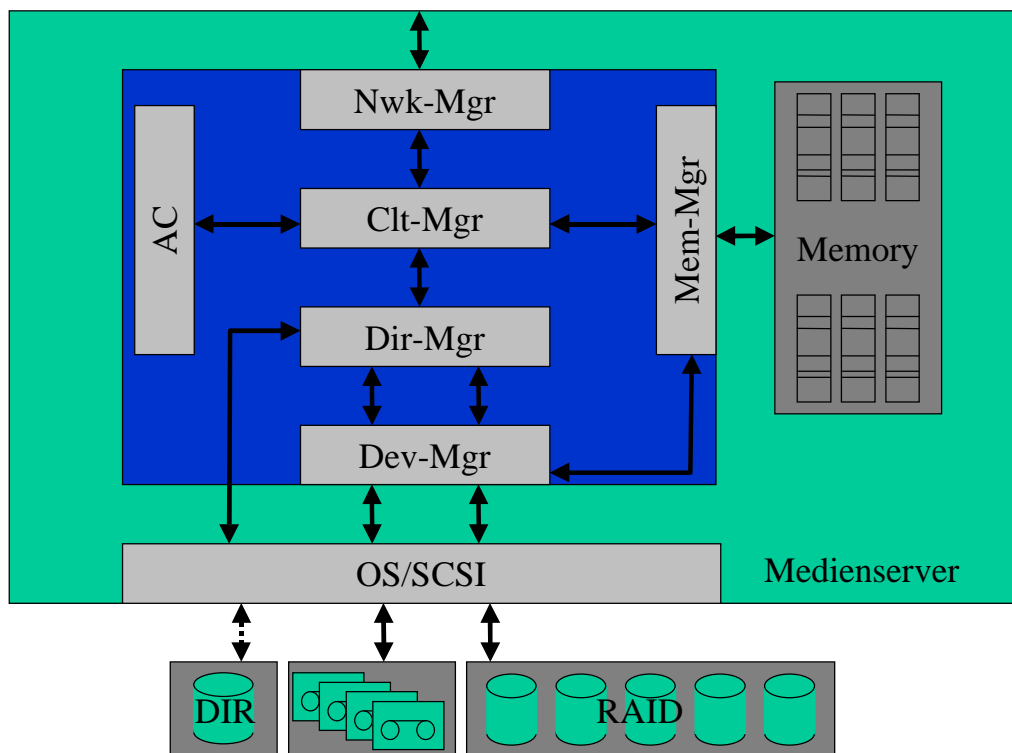 Nwk-Mgr
AC
Clt-Mgr
Mem-Mgr
Memory
Dir-Mgr
Dev-Mgr
OS/SCSI
Medienserver
DIR
RAID